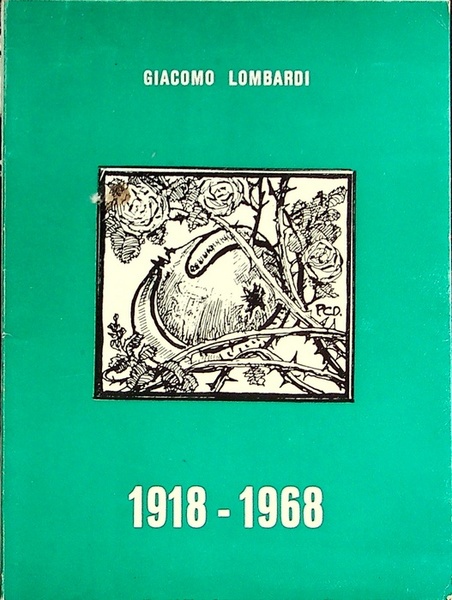 GIACOMO LOMBARDI
P.C.D.
1918 - 1968